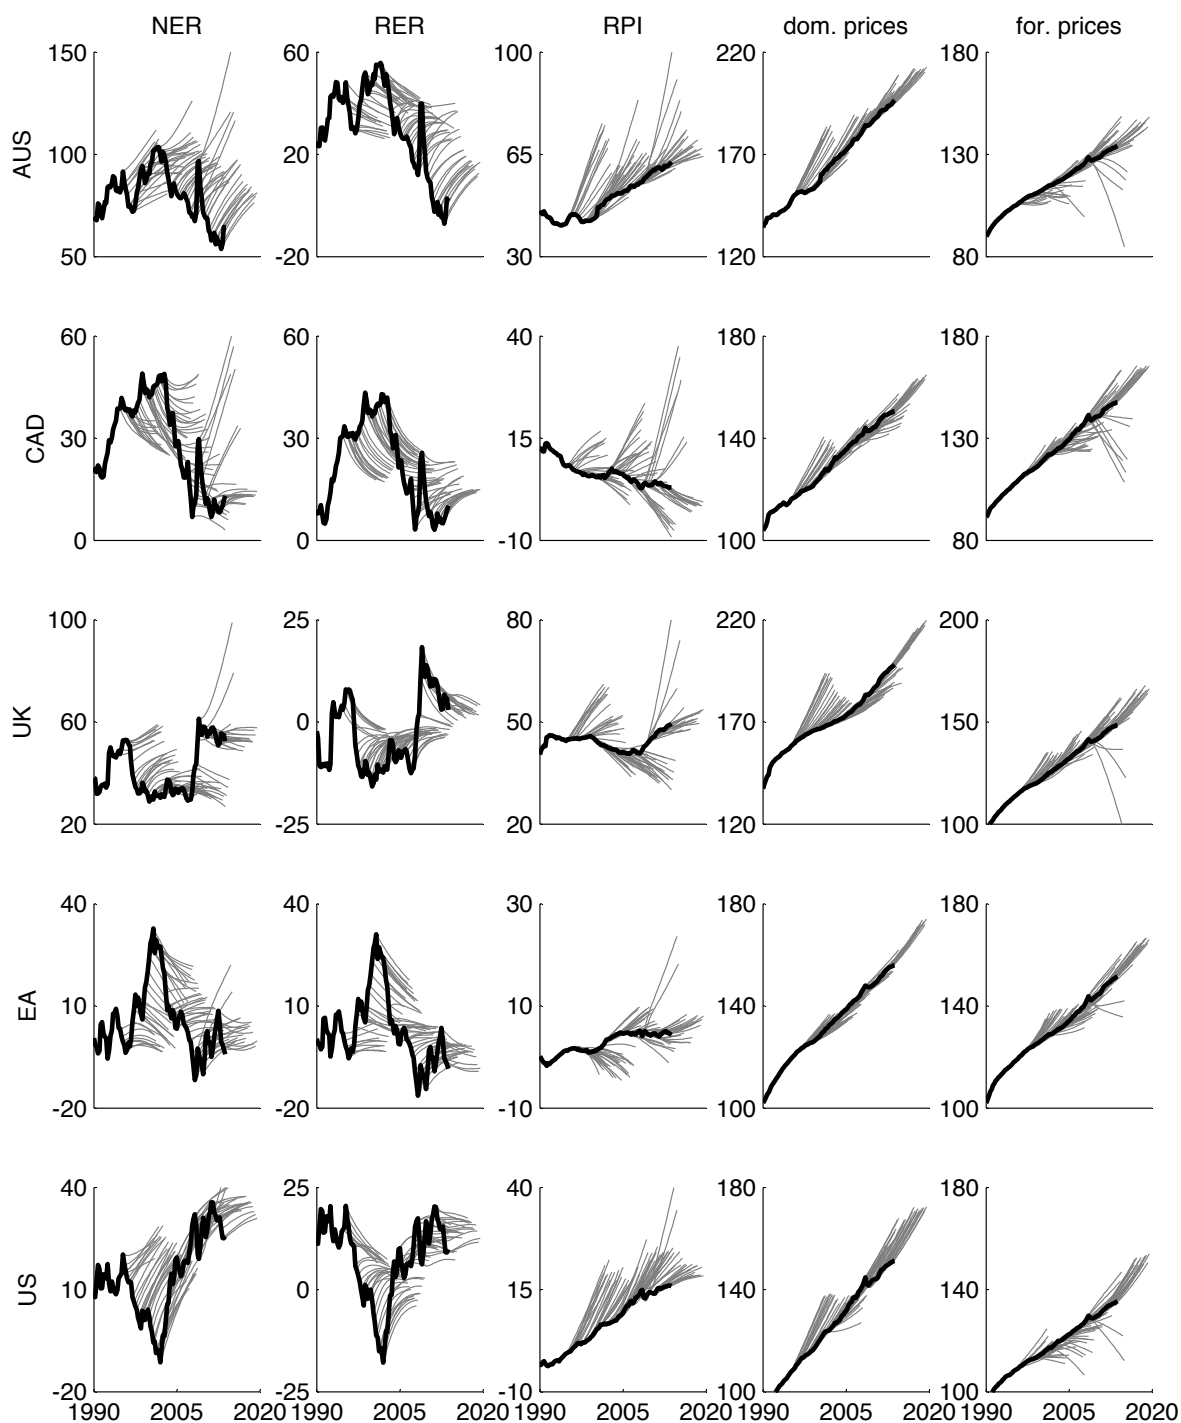 NER RER RPI dom. prices for. prices
150 60 100 220 180
AUS
100 20 65 170 130
50 -20 30 120 80
60 60 40 180 180
CAD
30 30 15 140 130
0 0 -10 100 80
100 25 80 220 200
UK
60 0 50 170 150
20 -25 20 120 100
40 40 30 180 180
EA
10 10 10 140 140
-20 -20 -10 100 100
40 25 40 180 180
US
10 0 15 140 140
-20 -25 -10 100 100
1990 2005 2020 1990 2005 2020 1990 2005 2020 1990 2005 2020 1990 2005 2020